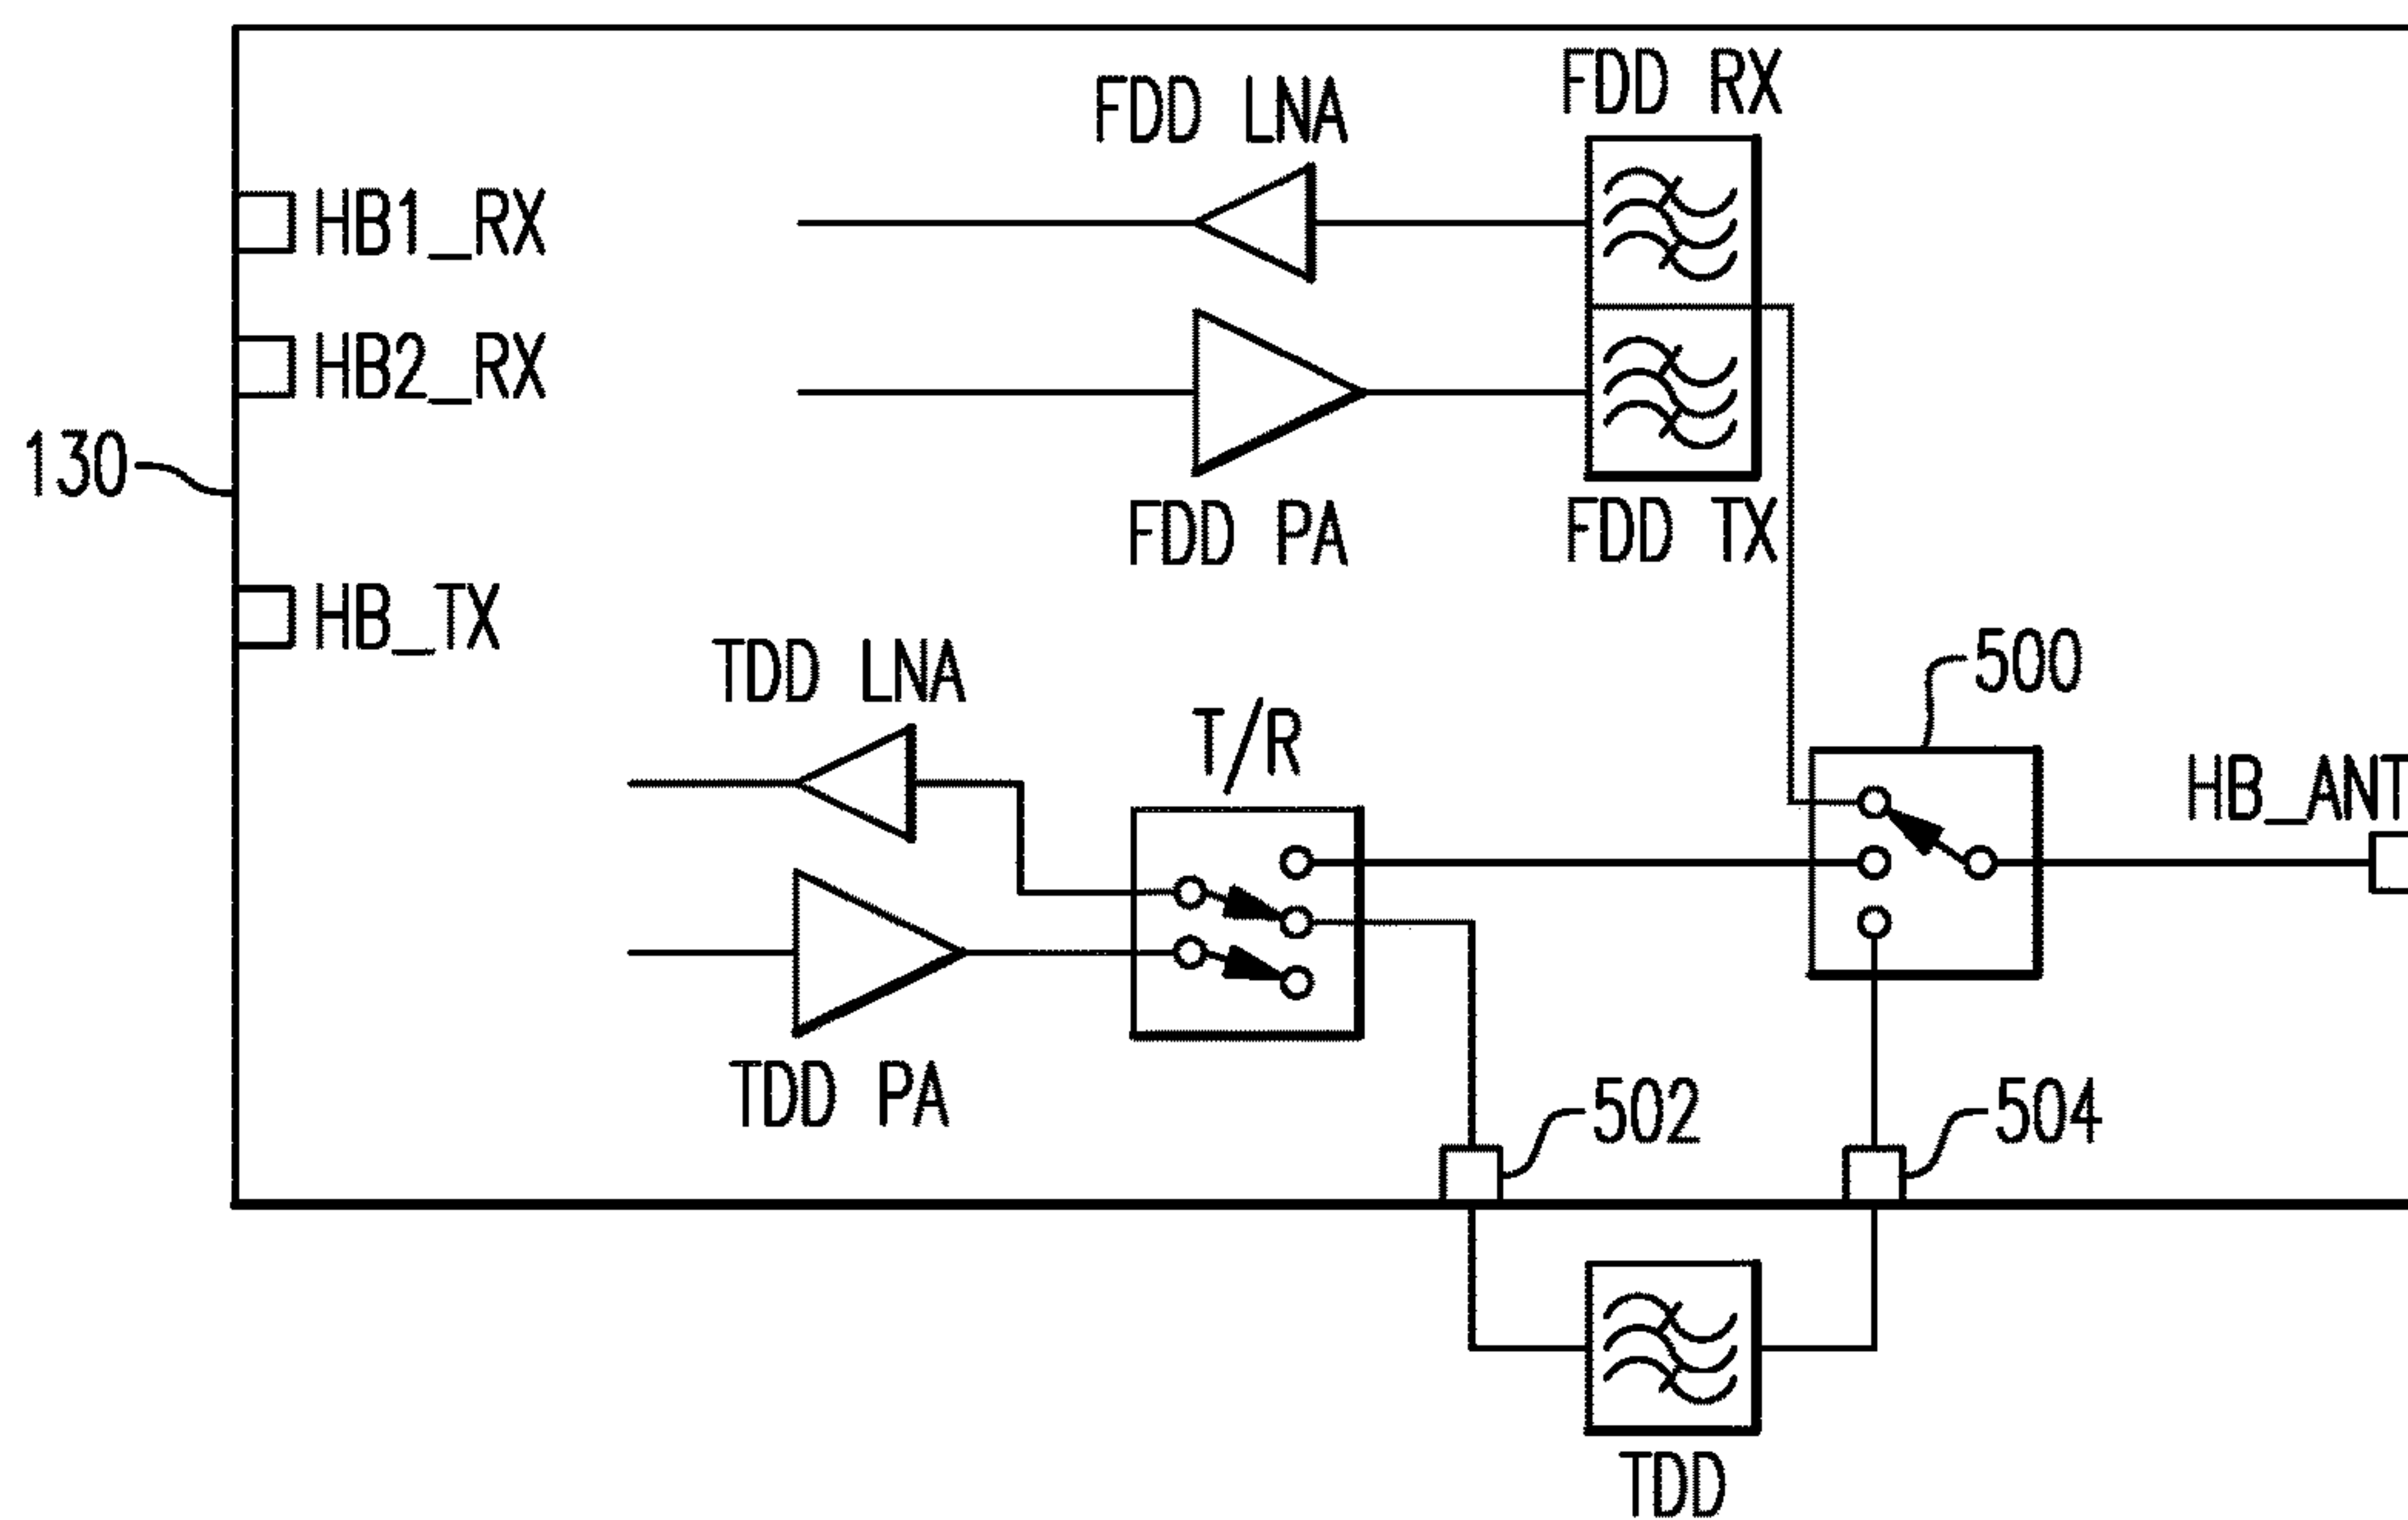 FDD RX
FDD LNA
HB1_RX
HB2_RX
130
FDD PA
FDD TX
HB_TX
TDD LNA
T/R
500
HB_ANT
TDD PA
502
504
TDD